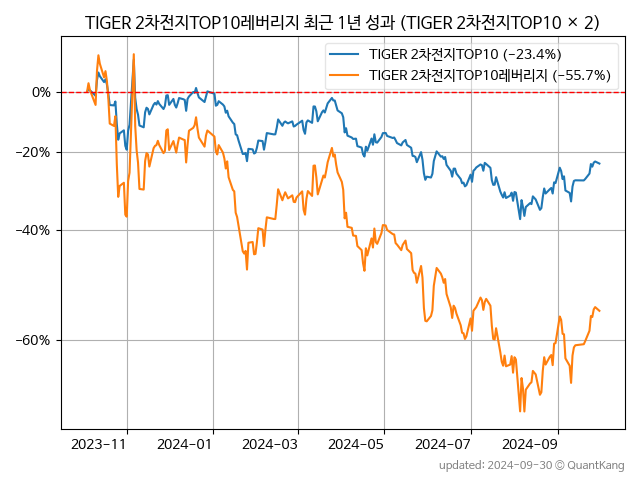 TIGER 2차전지TOP10레버리지 최근 1년 성과 (TIGER 2차전지TOP10 × 2)
TIGER 2차전지TOP10 (−23.4%)
TIGER 2차전지TOP10레버리지 (−55.7%)
0%
−20%
−40%
−60%
2023-11
2024-01
2024-03
2024-05
2024-07
2024-09
updated: 2024-09-30 © QuantKang